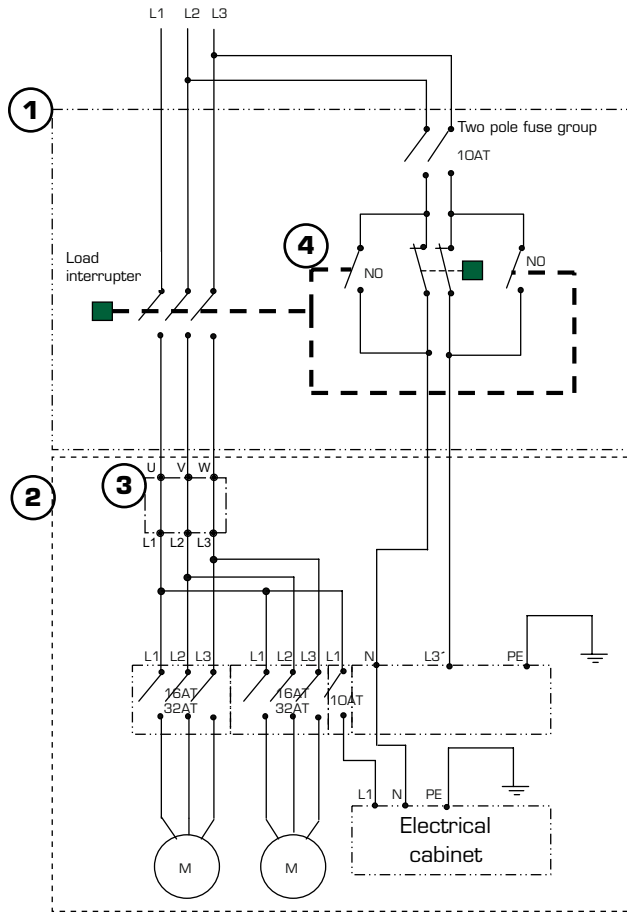 L1 L2 L3
1
Two pole fuse group
10AT
4
Load
interrupter
NO
NO
U V W
3
2
L1 L2 L3
L1 L2 L3 L1 L2 L3 L1 N L3´ PE
16AT 16AT 10AT
32AT 32AT
L1 N PE
Electrical
cabinet
M M